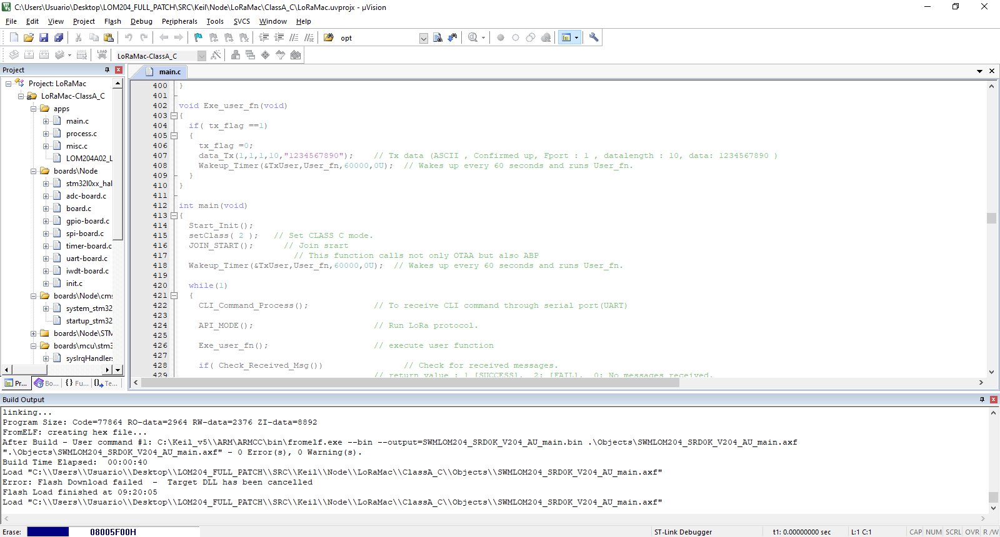 C:\Users\Usuario\Desktop\LOM204_FULL_PATCH\SRC\Keil\Node\LoRaMac\ClassA_C\LoRaMac.uvprojx - µVision
File Edit View Project Flash Debug Peripherals Tools SVCS Window Help
opt
LOAD LoRaMac-ClassA_C
Project
Project: LoRaMac
LoRaMac-ClassA_C
apps
main.c
process.c
misc.c
LOM204A02_L
boards\Node
stm32l0xx_hal
adc-board.c
board.c
gpio-board.c
spi-board.c
timer-board.c
uart-board.c
iwdt-board.c
init.c
boards\Node\cms
system_stm32
startup_stm32
boards\Node\STM
boards\mcu\stm3
sysIrqHandlers
Pr... Bo... {} Fu... Te...
main.c
400 }
401
402 void Exe_user_fn(void)
403 {
404 if( tx_flag ==1)
405 {
406 tx_flag =0;
407 data_Tx(1,1,1,10,"1234567890"); // Tx data (ASCII , Confirmed up, Fport : 1 , datalength : 10, data: 1234567890 )
408 Wakeup_Timer(&TxUser,User_fn,60000,0U); // Wakes up every 60 seconds and runs User_fn.
409 }
410 }
411
412 int main(void)
413 {
414 Start_Init();
415 setClass( 2 ); // Set CLASS C mode.
416 JOIN_START(); // Join srart
417 // This function calls not only OTAA but also ABP
418 Wakeup_Timer(&TxUser,User_fn,60000,0U); // Wakes up every 60 seconds and runs User_fn.
419
420 while(1)
421 {
422 CLI_Command_Process(); // To receive CLI command through serial port(UART)
423
424 API_MODE(); // Run LoRa protocol.
425
426 Exe_user_fn(); // execute user function
427
428 if( Check_Received_Msg()) // Check for received messages.
429 // return value : 1 [SUCCESS], 2: [FAIL], 0: No messages received.
Build Output
linking...
Program Size: Code=77864 RO-data=2964 RW-data=2376 ZI-data=8892
FromELF: creating hex file...
After Build - User command #1: C:\Keil_v5\\ARM\ARMCC\bin\fromelf.exe --bin --output=SWMLOM204_SRD0K_V204_AU_main.bin .\Objects\SWMLOM204_SRD0K_V204_AU_main.axf
".\Objects\SWMLOM204_SRD0K_V204_AU_main.axf" - 0 Error(s), 0 Warning(s).
Build Time Elapsed:  00:00:40
Load "C:\\Users\\Usuario\\Desktop\\LOM204_FULL_PATCH\\SRC\\Keil\\Node\\LoRaMac\\ClassA_C\\Objects\\SWMLOM204_SRD0K_V204_AU_main.axf"
Error: Flash Download failed  -  Target DLL has been cancelled
Flash Load finished at 09:20:05
Load "C:\\Users\\Usuario\\Desktop\\LOM204_FULL_PATCH\\SRC\\Keil\\Node\\LoRaMac\\ClassA_C\\Objects\\SWMLOM204_SRD0K_V204_AU_main.axf"
Erase: 08005F00H ST-Link Debugger t1: 0.00000000 sec L:1 C:1 CAP NUM SCRL OVR R /W